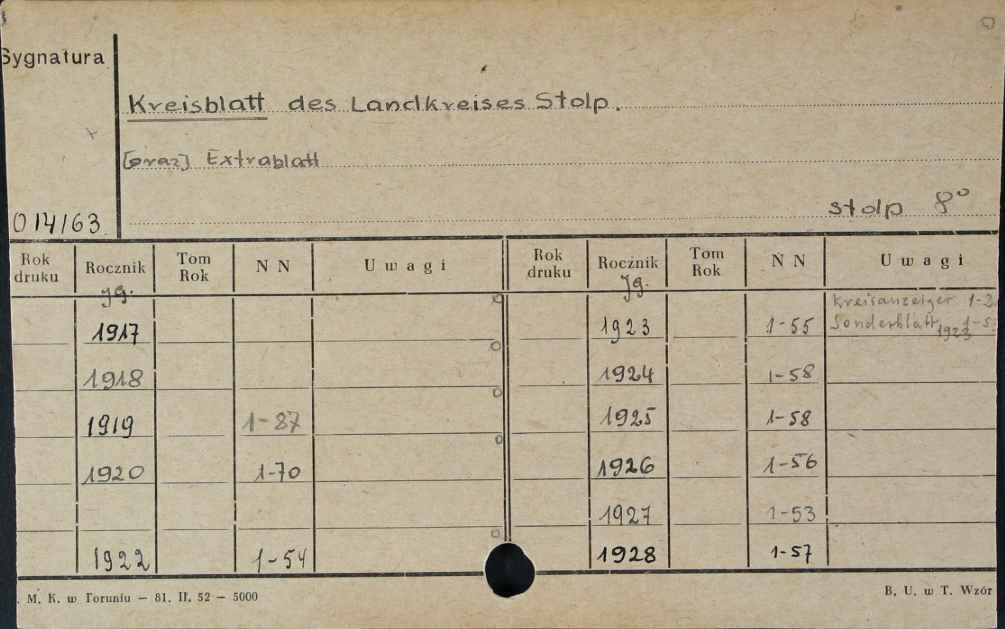 Sygnatura
Kreisblatt des Landkreises Stolp.
[oraz] Extrablatt
014/63
Stolp 8°
Rok druku Rocznik Tom Rok N N Uwagi Rok druku Rocznik Tom Rok N N Uwagi
Jg. Jg.
Kreisanzeiger 1-2
1917 1923 1-55 Sonderblatt 1923 1-5
1918 1924 1-58
1919 1-87 1925 1-58
1920 1-70 1926 1-56
1927 1-53
1922 1-54 1928 1-57
. M. K. w Toruniu — 81. II. 52 — 5000
B. U. w T. Wzór